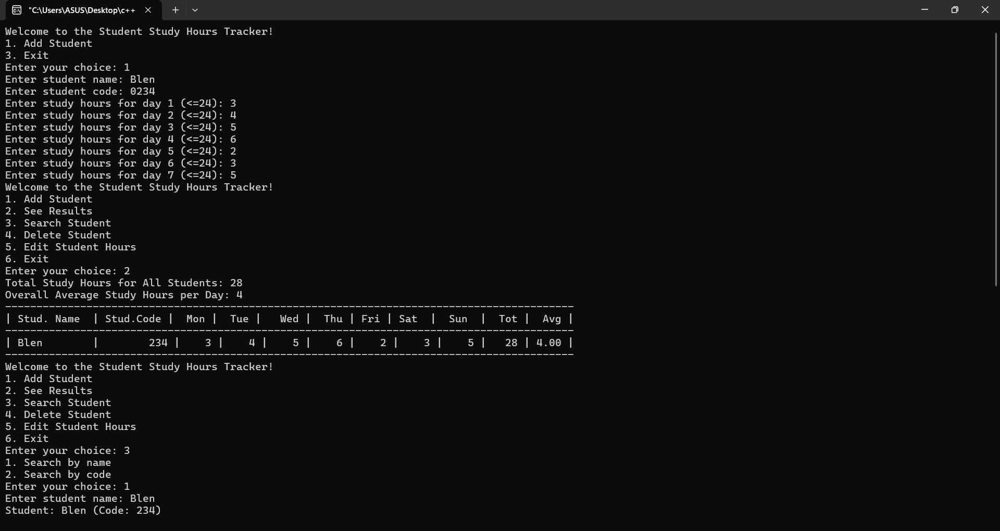 "C:\Users\ASUS\Desktop\c++
Welcome to the Student Study Hours Tracker!
1. Add Student
3. Exit
Enter your choice: 1
Enter student name: Blen
Enter student code: 0234
Enter study hours for day 1 (<=24): 3
Enter study hours for day 2 (<=24): 4
Enter study hours for day 3 (<=24): 5
Enter study hours for day 4 (<=24): 6
Enter study hours for day 5 (<=24): 2
Enter study hours for day 6 (<=24): 3
Enter study hours for day 7 (<=24): 5
Welcome to the Student Study Hours Tracker!
1. Add Student
2. See Results
3. Search Student
4. Delete Student
5. Edit Student Hours
6. Exit
Enter your choice: 2
Total Study Hours for All Students: 28
Overall Average Study Hours per Day: 4
-------------------------------------------------------------------------------------------
| Stud. Name  | Stud.Code |  Mon |  Tue |   Wed |  Thu | Fri | Sat  |  Sun  |  Tot |  Avg |
-------------------------------------------------------------------------------------------
| Blen        |        234 |    3 |    4 |    5 |    6 |    2 |    3 |    5 |   28 | 4.00 |
-------------------------------------------------------------------------------------------
Welcome to the Student Study Hours Tracker!
1. Add Student
2. See Results
3. Search Student
4. Delete Student
5. Edit Student Hours
6. Exit
Enter your choice: 3
1. Search by name
2. Search by code
Enter your choice: 1
Enter student name: Blen
Student: Blen (Code: 234)